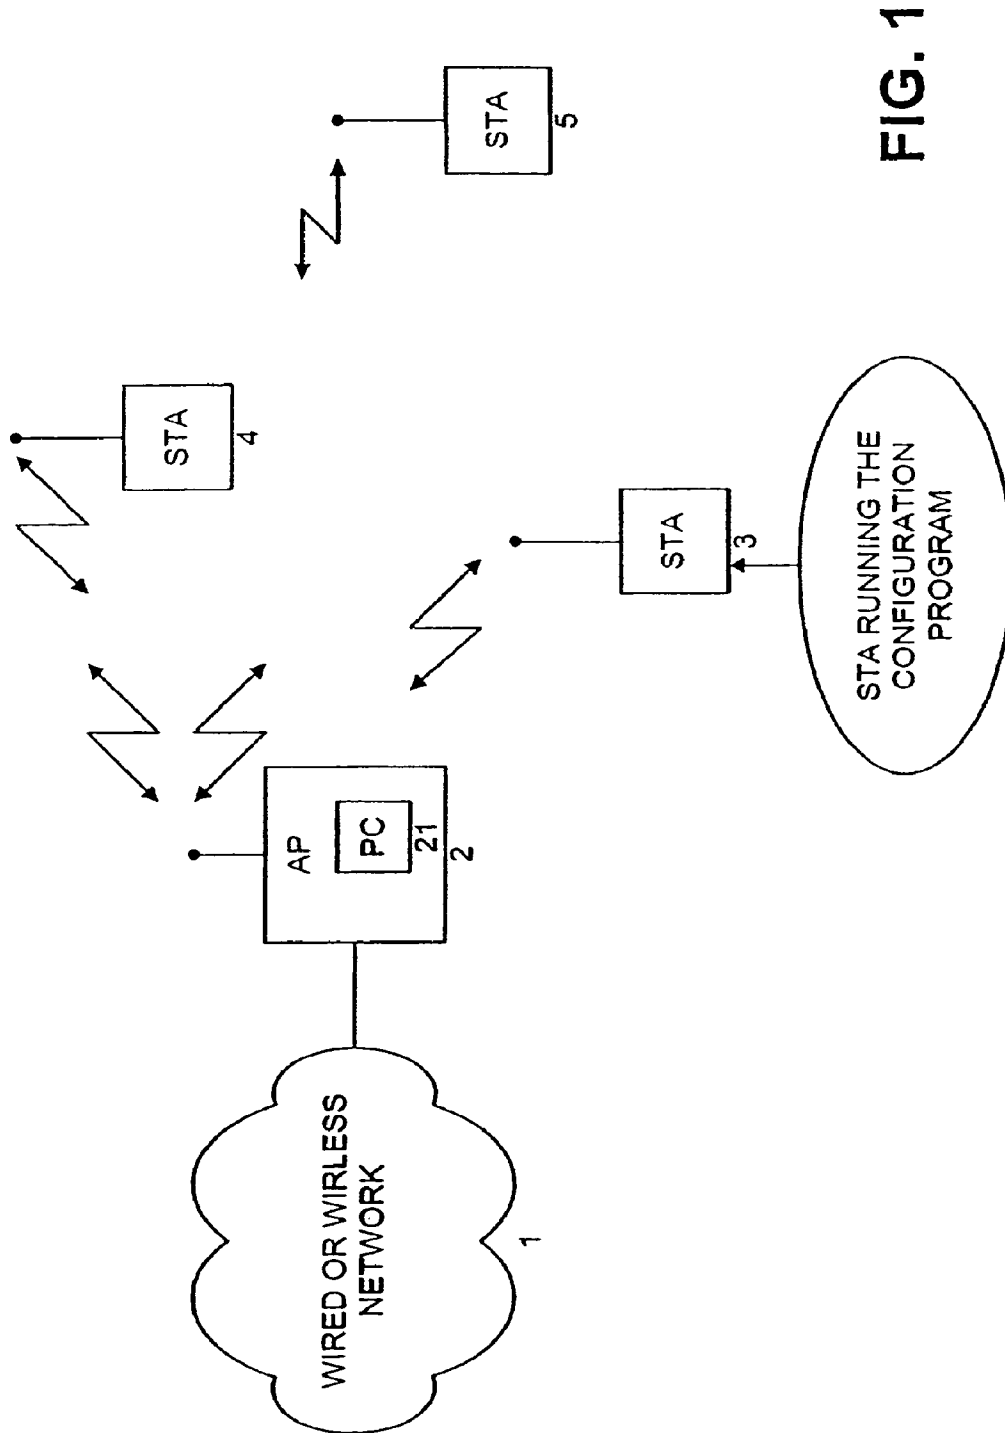 WIRED OR WIRLESS
NETWORK
1
AP
PC
21
2
STA
4
STA
3
STA RUNNING THE
CONFIGURATION
PROGRAM
STA
5
FIG. 1